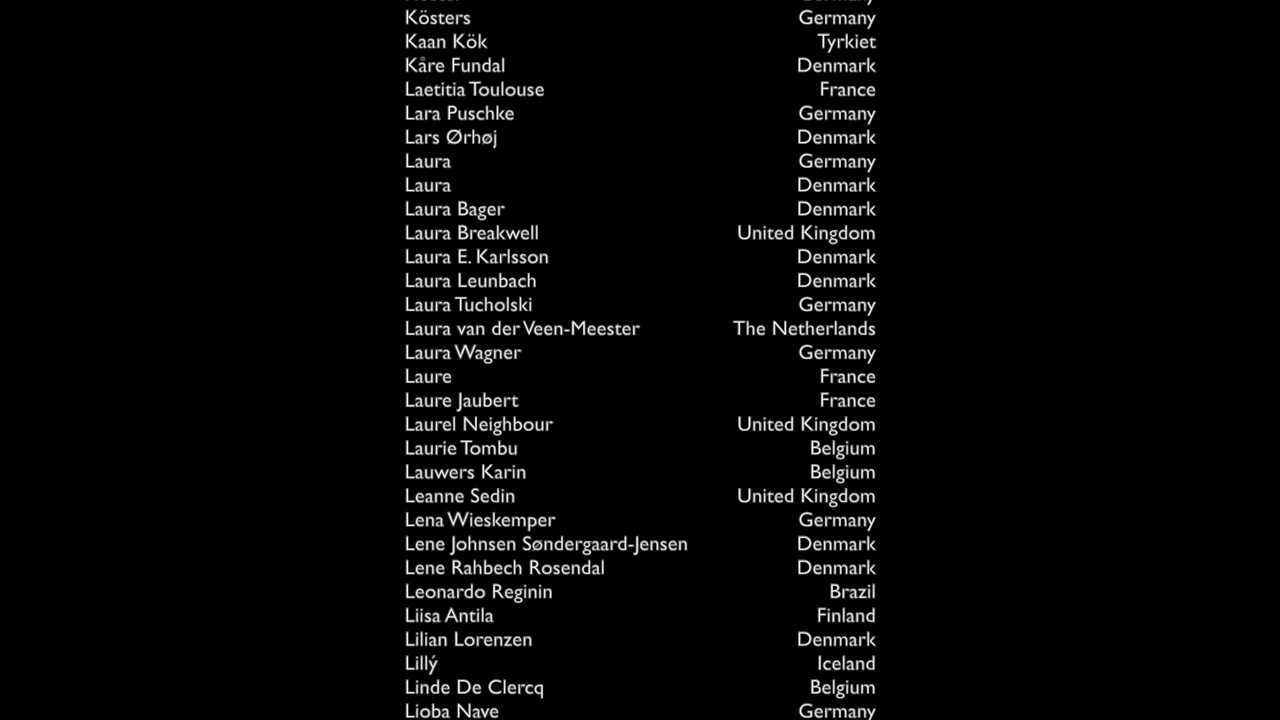 Kösters Germany
Kaan Kök Tyrkiet
Kåre Fundal Denmark
Laetitia Toulouse France
Lara Puschke Germany
Lars Ørhøj Denmark
Laura Germany
Laura Denmark
Laura Bager Denmark
Laura Breakwell United Kingdom
Laura E. Karlsson Denmark
Laura Leunbach Denmark
Laura Tucholski Germany
Laura van der Veen-Meester The Netherlands
Laura Wagner Germany
Laure France
Laure Jaubert France
Laurel Neighbour United Kingdom
Laurie Tombu Belgium
Lauwers Karin Belgium
Leanne Sedin United Kingdom
Lena Wieskemper Germany
Lene Johnsen Søndergaard-Jensen Denmark
Lene Rahbech Rosendal Denmark
Leonardo Reginin Brazil
Liisa Antila Finland
Lilian Lorenzen Denmark
Lillý Iceland
Linde De Clercq Belgium
Lioba Nave Germany